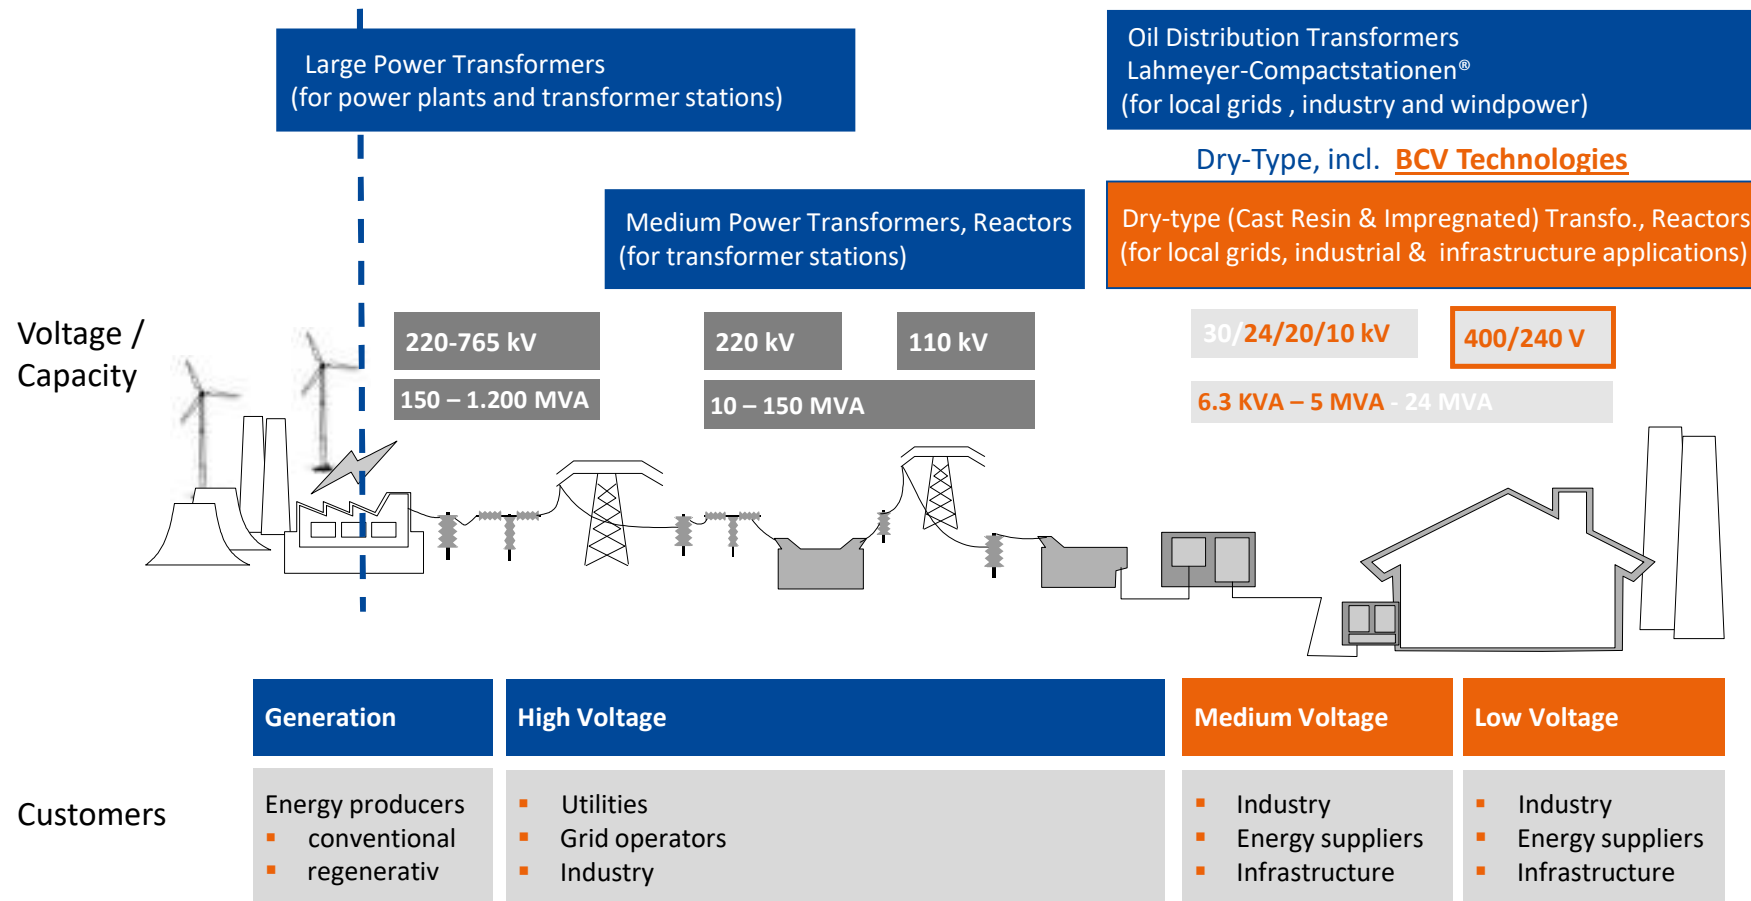 Large Power Transformers
(for power plants and transformer stations)
Oil Distribution Transformers
Lahmeyer-Compactstationen®
(for local grids , industry and windpower)
Dry-Type, incl. BCV Technologies
Medium Power Transformers, Reactors
(for transformer stations)
Dry-type (Cast Resin & Impregnated) Transfo., Reactors
(for local grids, industrial & infrastructure applications)
Voltage /
Capacity
220-765 kV
220 kV
110 kV
30/24/20/10 kV
400/240 V
150 – 1.200 MVA
10 – 150 MVA
6.3 KVA – 5 MVA - 24 MVA
Generation
High Voltage
Medium Voltage
Low Voltage
Customers
Energy producers
▪ conventional
▪ regenerativ
▪ Utilities
▪ Grid operators
▪ Industry
▪ Industry
▪ Energy suppliers
▪ Infrastructure
▪ Industry
▪ Energy suppliers
▪ Infrastructure